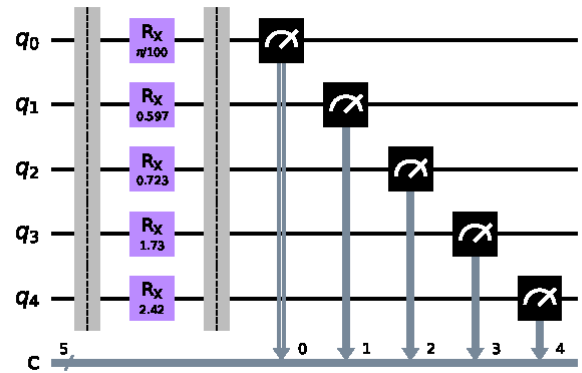 q0 RX π/100
q1 RX 0.597
q2 RX 0.723
q3 RX 1.73
q4 RX 2.42
c 5 0 1 2 3 4